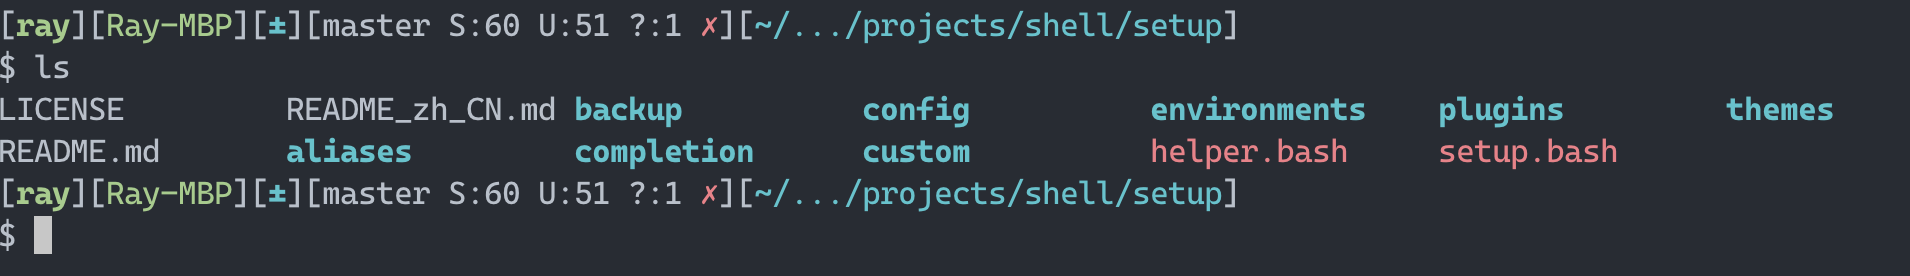 [ray][Ray-MBP][±][master S:60 U:51 ?:1 ✗][~/.../projects/shell/setup]
$ ls
LICENSE README_zh_CN.md backup config environments plugins themes
README.md aliases completion custom helper.bash setup.bash
[ray][Ray-MBP][±][master S:60 U:51 ?:1 ✗][~/.../projects/shell/setup]
$